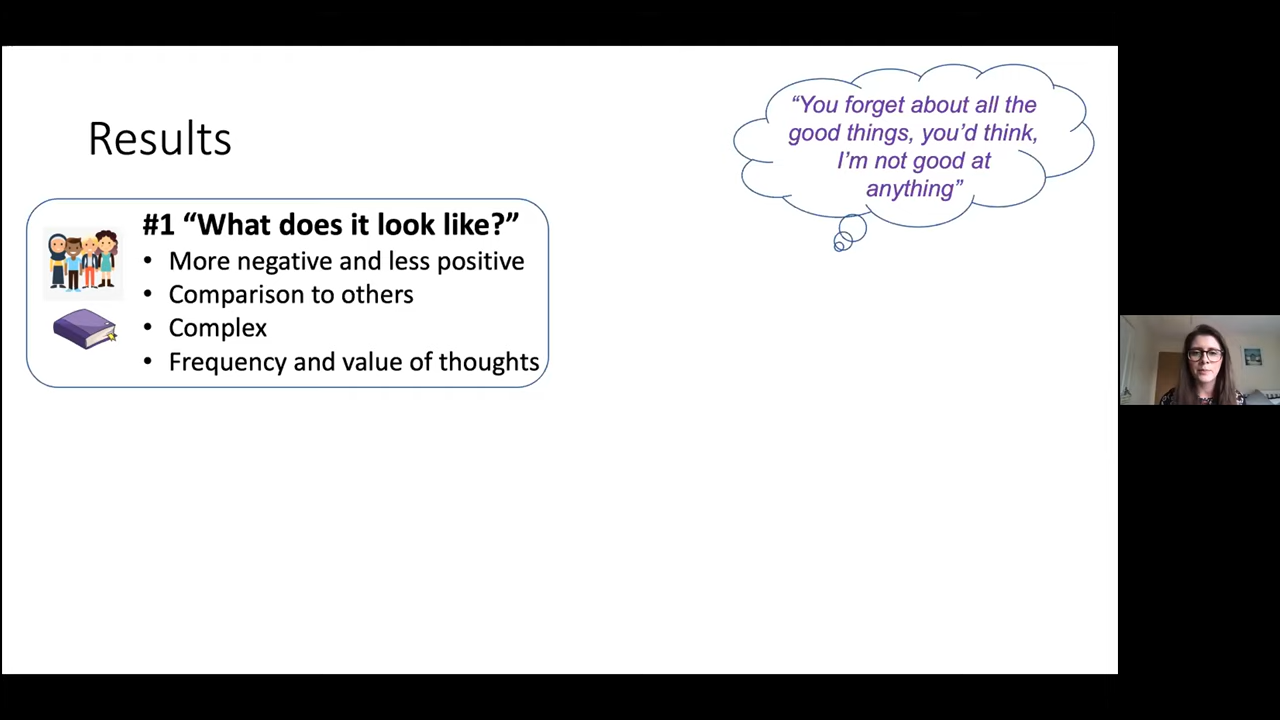 Results
“You forget about all the
good things, you’d think,
I’m not good at
anything”
#1 “What does it look like?”
• More negative and less positive
• Comparison to others
• Complex
• Frequency and value of thoughts